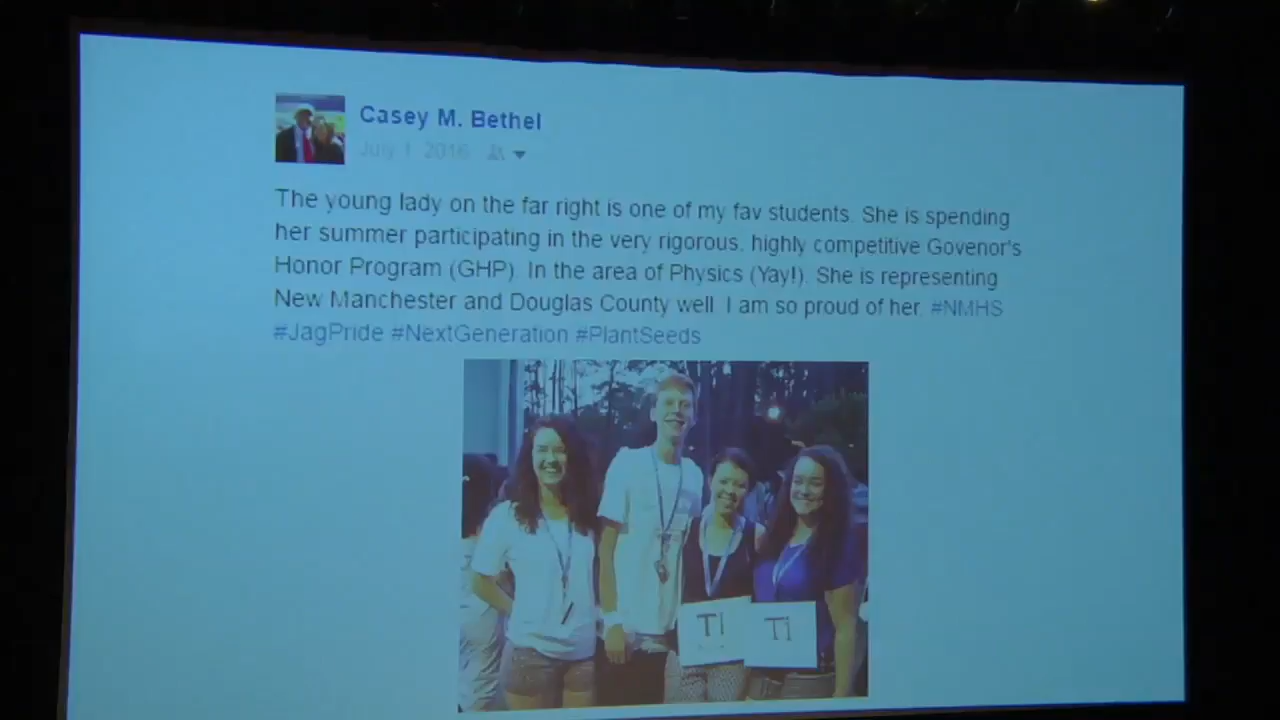 Casey M. Bethel
July 1, 2016
The young lady on the far right is one of my fav students. She is spending
her summer participating in the very rigorous, highly competitive Govenor's
Honor Program (GHP). In the area of Physics (Yay!). She is representing
New Manchester and Douglas County well. I am so proud of her. #NMHS
#JagPride #NextGeneration #PlantSeeds
Ti
Ti